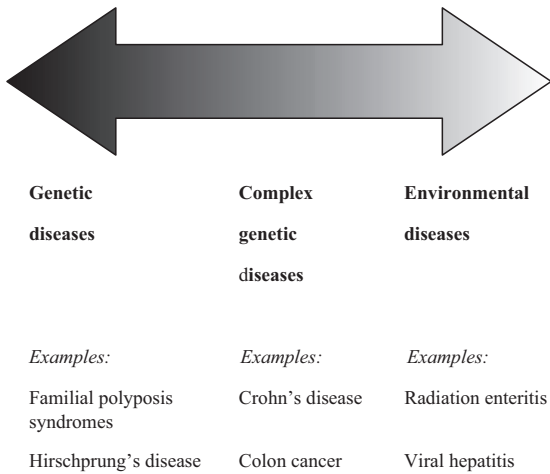 Genetic Complex Environmental
diseases genetic diseases
diseases
Examples: Examples: Examples:
Familial polyposis Crohn’s disease Radiation enteritis
syndromes
Hirschprung’s disease Colon cancer Viral hepatitis